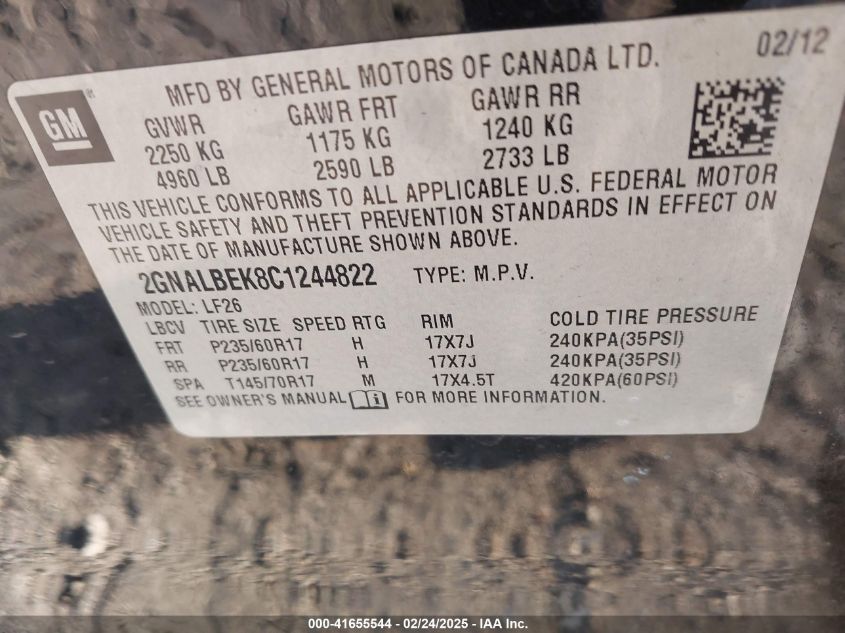 02/12
MFD BY GENERAL MOTORS OF CANADA LTD.
GM
GVWR GAWR FRT GAWR RR
2250 KG 1175 KG 1240 KG
4960 LB 2590 LB 2733 LB
THIS VEHICLE CONFORMS TO ALL APPLICABLE U.S. FEDERAL MOTOR
VEHICLE SAFETY AND THEFT PREVENTION STANDARDS IN EFFECT ON
THE DATE OF MANUFACTURE SHOWN ABOVE.
2GNALBEK8C1244822 TYPE: M.P.V.
MODEL: LF26
LBCV TIRE SIZE SPEED RTG RIM COLD TIRE PRESSURE
FRT P235/60R17 H 17X7J 240KPA(35PSI)
RR P235/60R17 H 17X7J 240KPA(35PSI)
SPA T145/70R17 M 17X4.5T 420KPA(60PSI)
SEE OWNER'S MANUAL i FOR MORE INFORMATION.
000-41655544 - 02/24/2025 - IAA Inc.